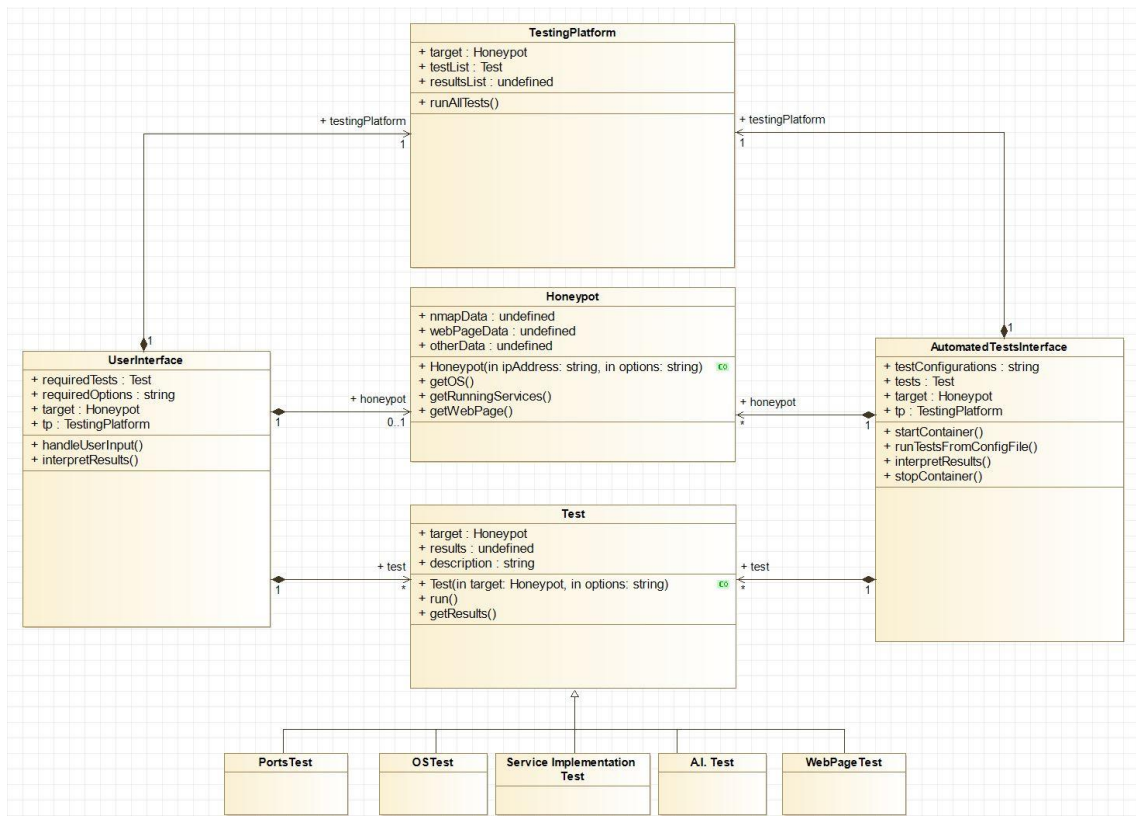 TestingPlatform
+ target : Honeypot
+ testList : Test
+ resultsList : undefined
+ runAllTests()
+ testingPlatform
1
+ testingPlatform
1
Honeypot
+ nmapData : undefined
+ webPageData : undefined
+ otherData : undefined
+ Honeypot(in ipAddress: string, in options: string) co
+ getOS()
+ getRunningServices()
+ getWebPage()
1
UserInterface
+ requiredTests : Test
+ requiredOptions : string
+ target : Honeypot
+ tp : TestingPlatform
+ handleUserInput()
+ interpretResults()
1
AutomatedTestsInterface
+ testConfigurations : string
+ tests : Test
+ target : Honeypot
+ tp : TestingPlatform
+ startContainer()
+ runTestsFromConfigFile()
+ interpretResults()
+ stopContainer()
+ honeypot
1
0..1
+ honeypot
*
1
Test
+ target : Honeypot
+ results : undefined
+ description : string
+ Test(in target: Honeypot, in options: string) co
+ run()
+ getResults()
+ test
1
*
+ test
*
1
PortsTest
OSTest
Service Implementation
Test
A.I. Test
WebPageTest